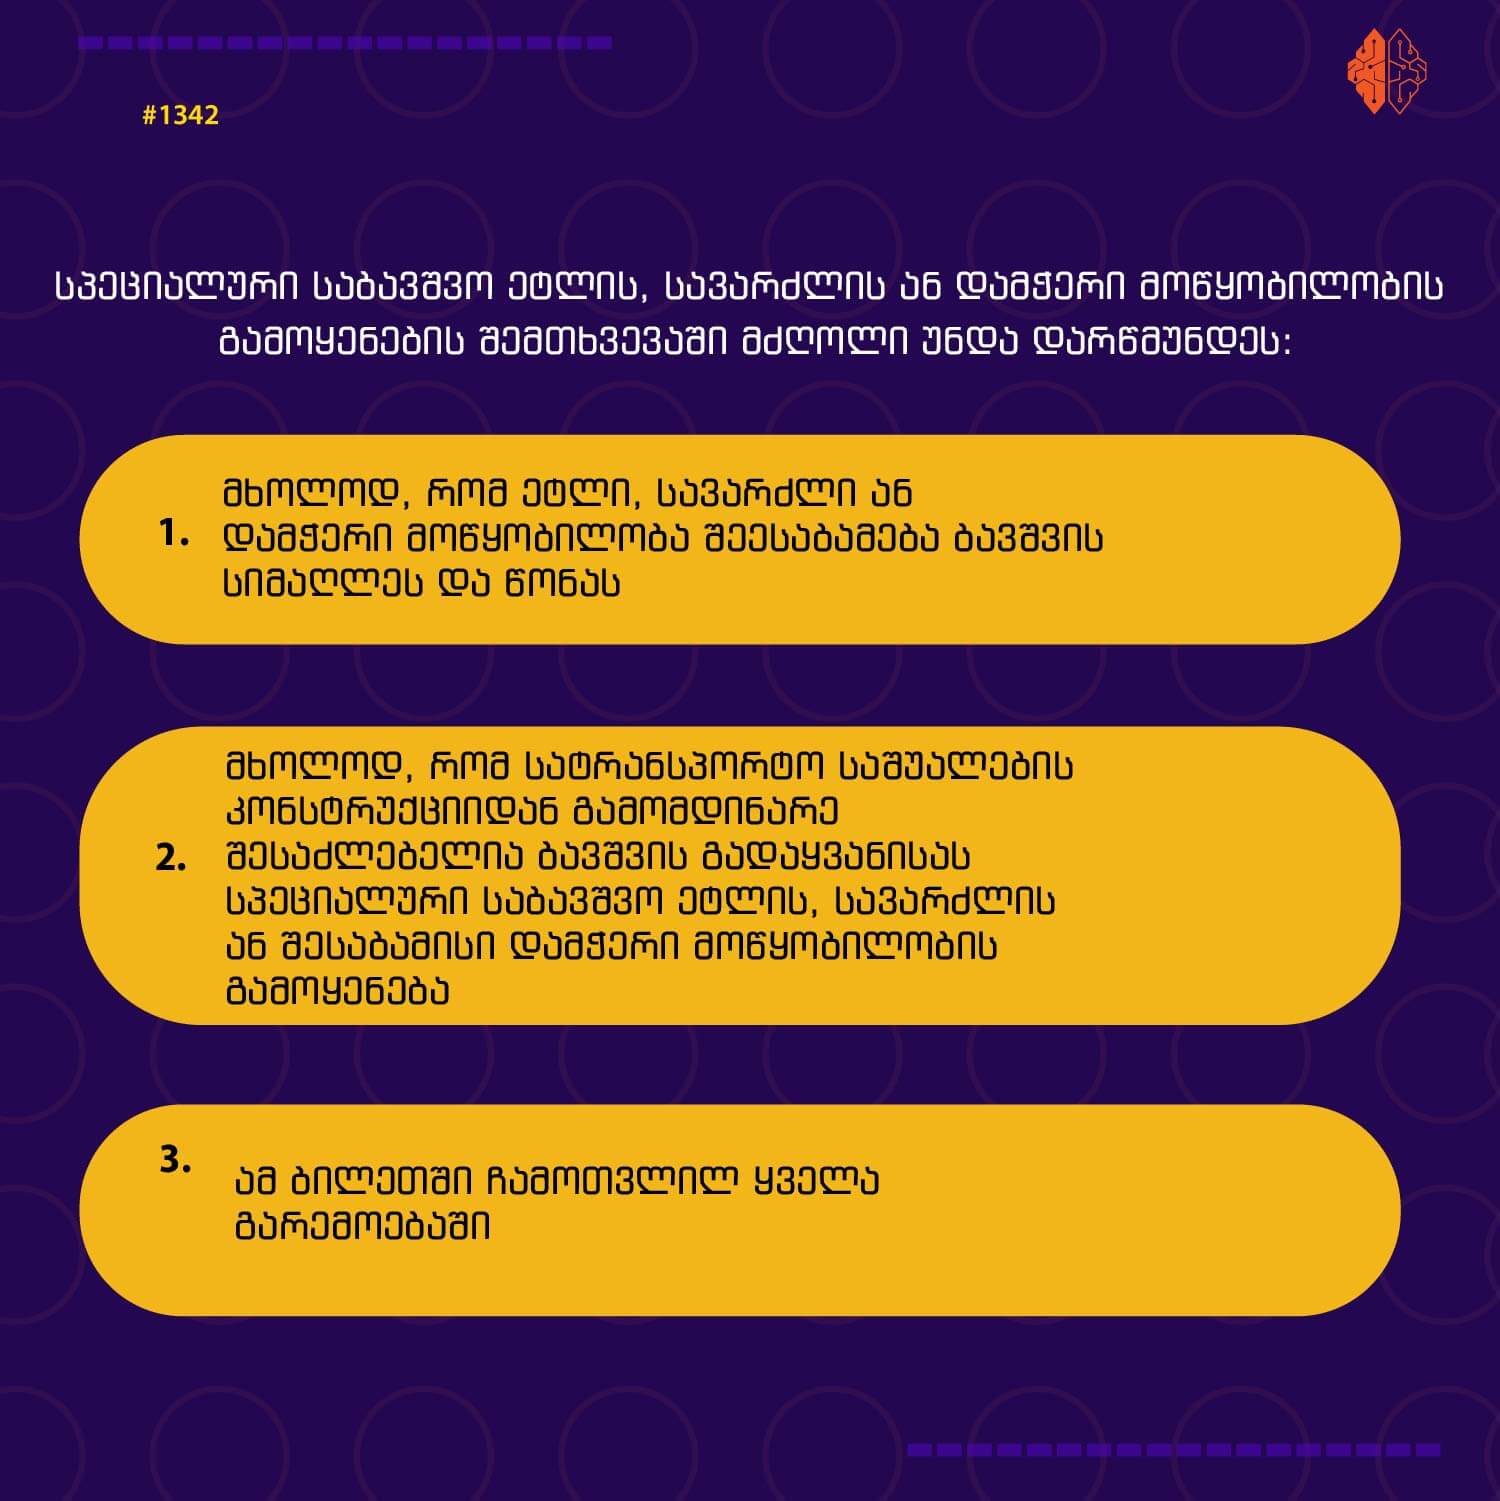 #1342
სპეციალური საბავშვო ეტლის, სავარძლის ან დამჭერი მოწყობილობის
გამოყენების შემთხვევაში მძღოლი უნდა დარწმუნდეს:
1. მხოლოდ, რომ ეტლი, სავარძლი ან
დამჭერი მოწყობილობა შეესაბამება ბავშვის
სიმაღლეს და წონას
2. მხოლოდ, რომ სატრანსპორტო საშუალების
კონსტრუქციიდან გამომდინარე
შესაძლებელია ბავშვის გადაყვანისას
სპეციალური საბავშვო ეტლის, სავარძლის
ან შესაბამისი დამჭერი მოწყობილობის
გამოყენება
3. ამ ბილეთში ჩამოთვლილ ყველა
გარემოებაში